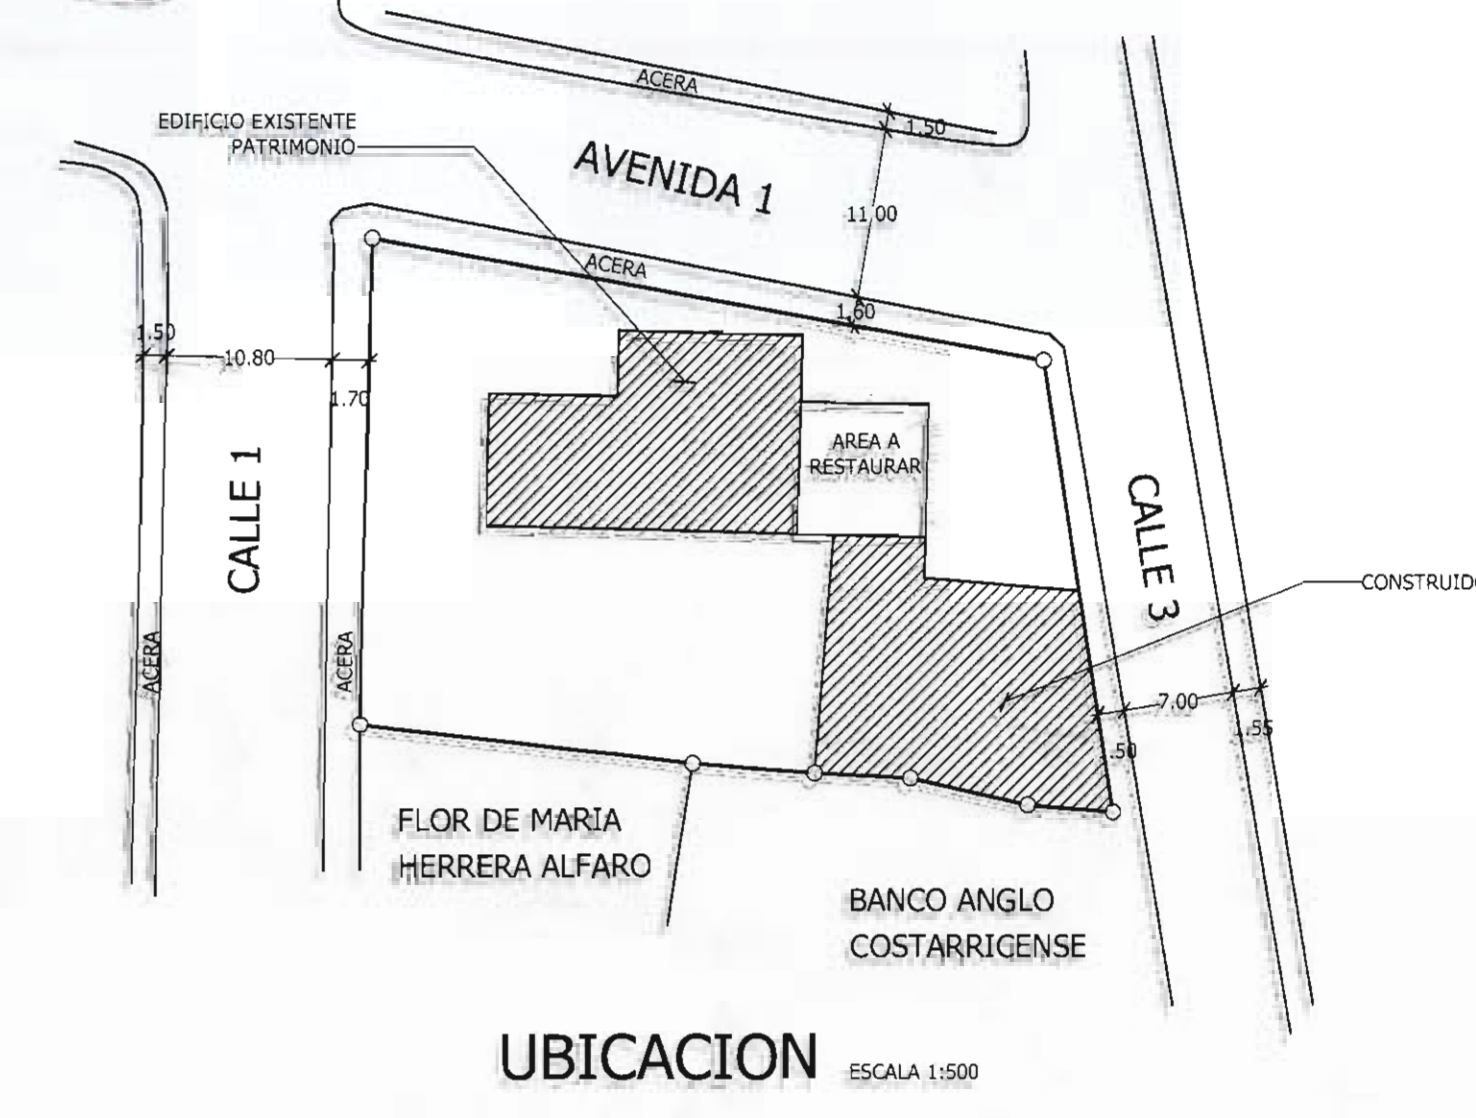 ACERA
1.50
EDIFICIO EXISTENTE
PATRIMONIO
AVENIDA 1
11.00
ACERA
1.60
1.50
10.80
1.70
AREA A
RESTAURAR
CALLE 1
CALLE 3
CONSTRUIDO
ACERA
ACERA
7.00
1.55
.50
FLOR DE MARIA
HERRERA ALFARO
BANCO ANGLO
COSTARRICENSE
UBICACION
ESCALA 1:500